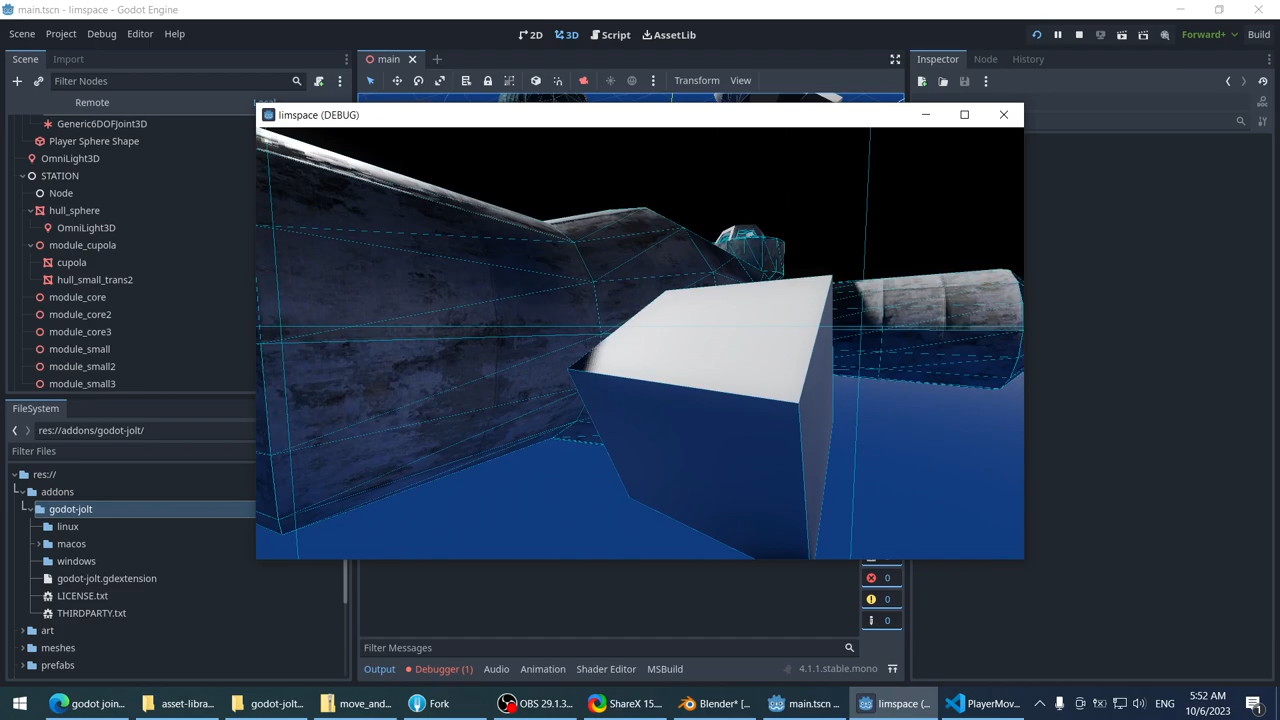 main.tscn - limspace - Godot Engine
Scene Project Debug Editor Help
2D 3D Script AssetLib
Forward+ Build
Scene Import
main
Inspector Node History
Filter Nodes
Transform View
Remote Local
limspace (DEBUG)
Generic6DOFJoint3D
Player Sphere Shape
OmniLight3D
STATION
Node
hull_sphere
OmniLight3D
module_cupola
cupola
hull_small_trans2
module_core
module_core2
module_core3
module_small
module_small2
module_small3
FileSystem
res://addons/godot-jolt/
Filter Files
res://
addons
godot-jolt
linux
macos
windows
godot-jolt.gdextension
LICENSE.txt
THIRDPARTY.txt
art
meshes
prefabs
0
0
0
Filter Messages
Output Debugger (1) Audio Animation Shader Editor MSBuild 4.1.1.stable.mono
godot join... asset-libra... godot-jolt... move_and... Fork OBS 29.1.3... ShareX 15.... Blender* [... main.tscn ... limspace (... PlayerMov...
ENG
5:52 AM
10/6/2023
1